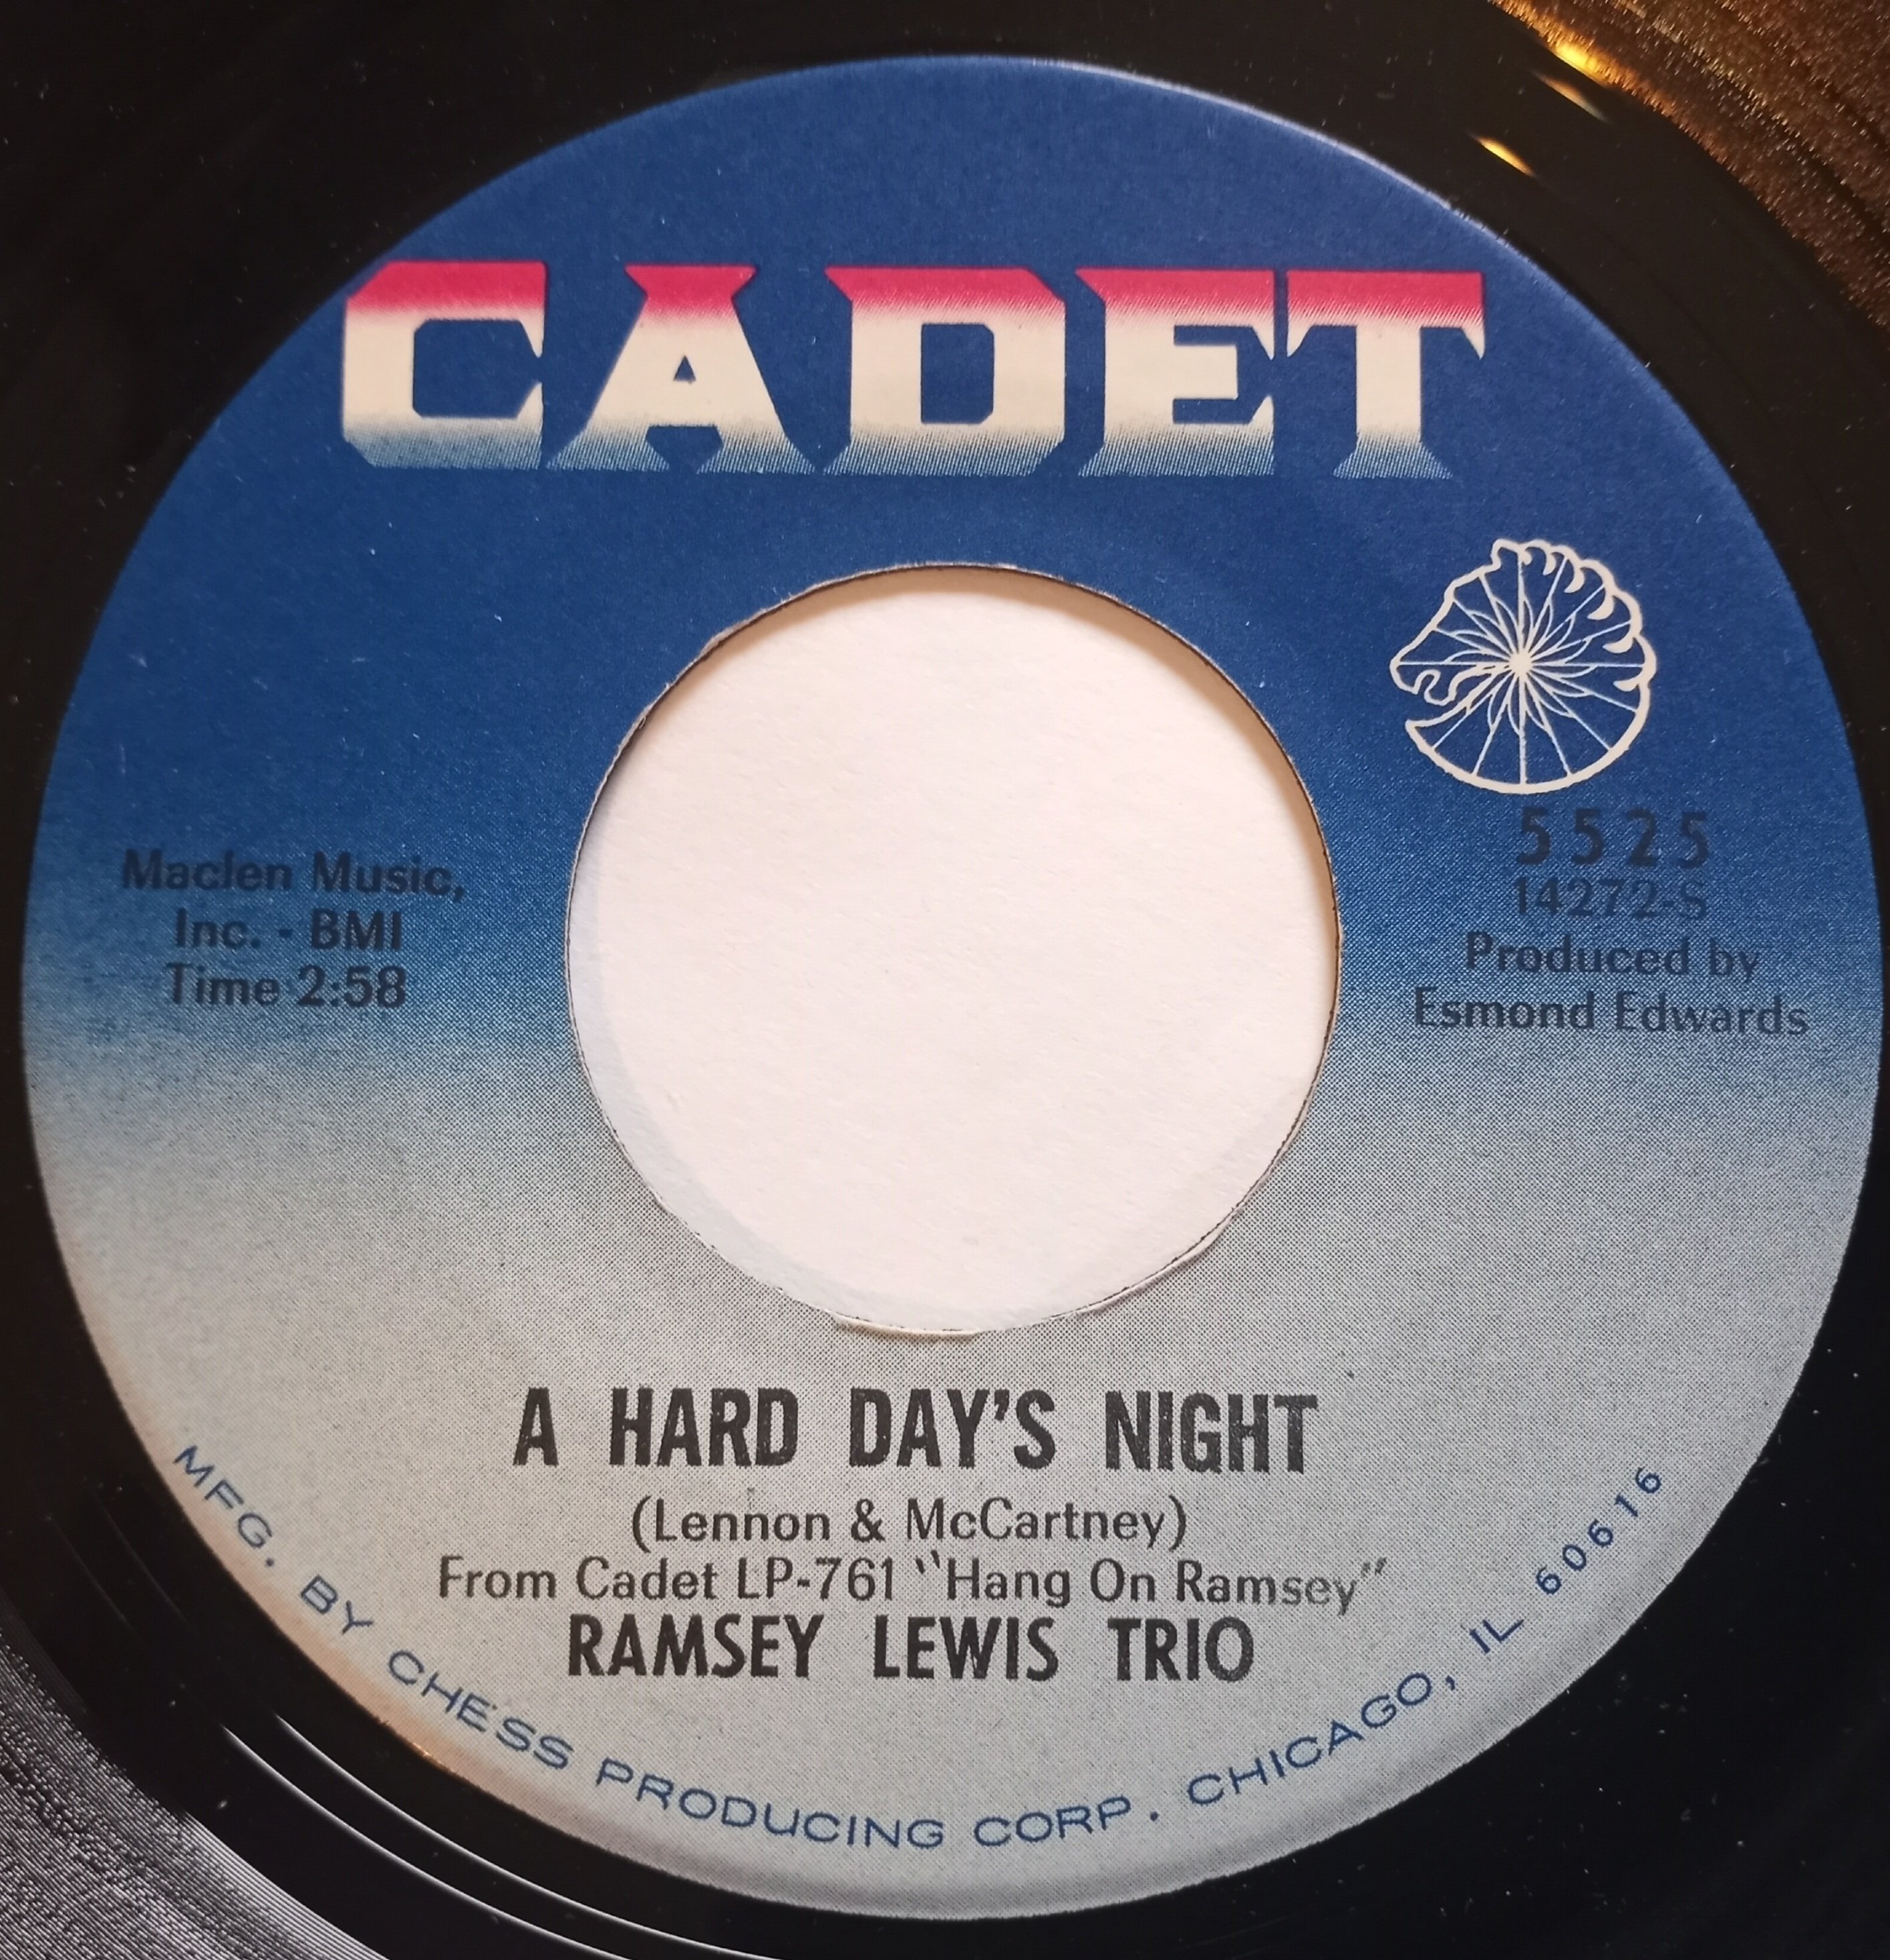 CADET
Maclen Music,
Inc. - BMI
Time 2:58
5525
14272-S
Produced by
Esmond Edwards
A HARD DAY'S NIGHT
(Lennon & McCartney)
From Cadet LP-761 "Hang On Ramsey"
RAMSEY LEWIS TRIO
MFG. BY CHESS PRODUCING CORP. CHICAGO, IL 60616